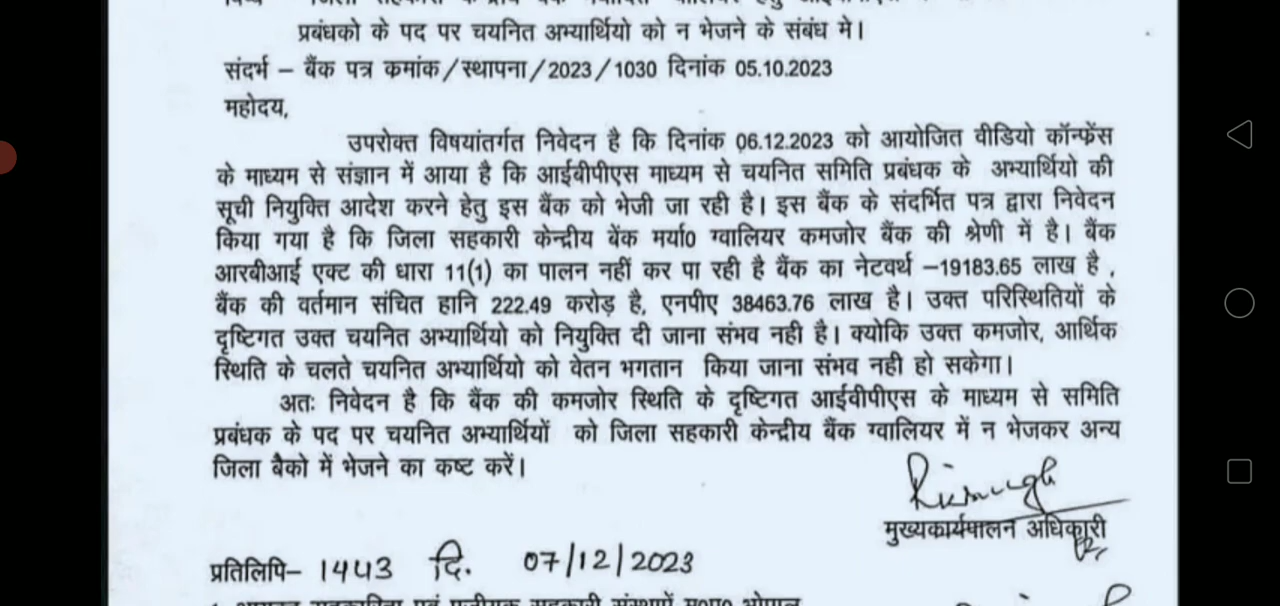 प्रबंधको के पद पर चयनित अभ्यार्थियो को न भेजने के संबंध मे।
संदर्भ – बैंक पत्र कमांक/स्थापना/2023/1030 दिनांक 05.10.2023
महोदय,
उपरोक्त विषयांतर्गत निवेदन है कि दिनांक 06.12.2023 को आयोजित वीडियो कॉन्फ्रेंस
के माध्यम से संज्ञान में आया है कि आईबीपीएस माध्यम से चयनित समिति प्रबंधक के अभ्यार्थियो की
सूची नियुक्ति आदेश करने हेतु इस बैंक को भेजी जा रही है। इस बैंक के संदर्भित पत्र द्वारा निवेदन
किया गया है कि जिला सहकारी केन्द्रीय बेंक मर्या0 ग्वालियर कमजोर बैंक की श्रेणी में है। बैंक
आरबीआई एक्ट की धारा 11(1) का पालन नहीं कर पा रही है बैंक का नेटवर्थ –19183.65 लाख है ,
बैंक की वर्तमान संचित हानि 222.49 करोड़ है, एनपीए 38463.76 लाख है। उक्त परिस्थितियों के
दृष्टिगत उक्त चयनित अभ्यार्थियो को नियुक्ति दी जाना संभव नही है। क्योकि उक्त कमजोर, आर्थिक
स्थिति के चलते चयनित अभ्यार्थियो को वेतन भगतान किया जाना संभव नही हो सकेगा।
अतः निवेदन है कि बैंक की कमजोर स्थिति के दृष्टिगत आईवीपीएस के माध्यम से समिति
प्रबंधक के पद पर चयनित अभ्यार्थियों को जिला सहकारी केन्द्रीय बैंक ग्वालियर में न भेजकर अन्य
जिला बैको में भेजने का कष्ट करें।
मुख्यकार्यपालन अधिकारी
प्रतिलिपि– 1443 दि. 07/12/2023